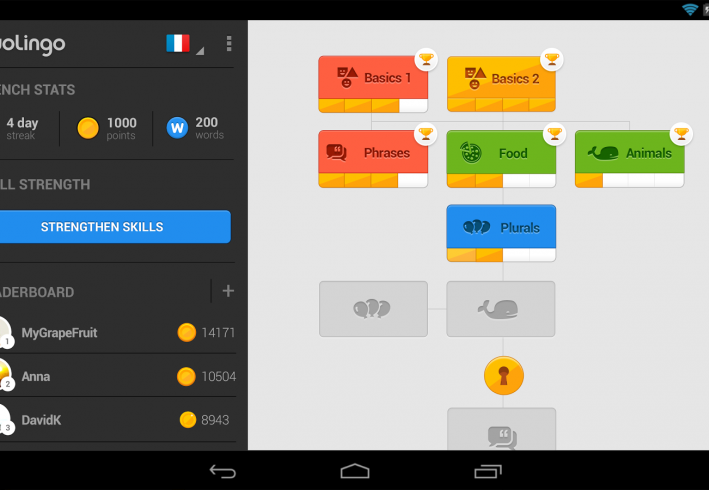 uolingo
ENCH STATS
4 day
streak
1000
points
W
200
words
LL STRENGTH
STRENGTHEN SKILLS
ADERBOARD
+
1
MyGrapeFruit
14171
2
Anna
10504
3
DavidK
8943
Basics 1
Basics 2
Phrases
Food
Animals
Plurals